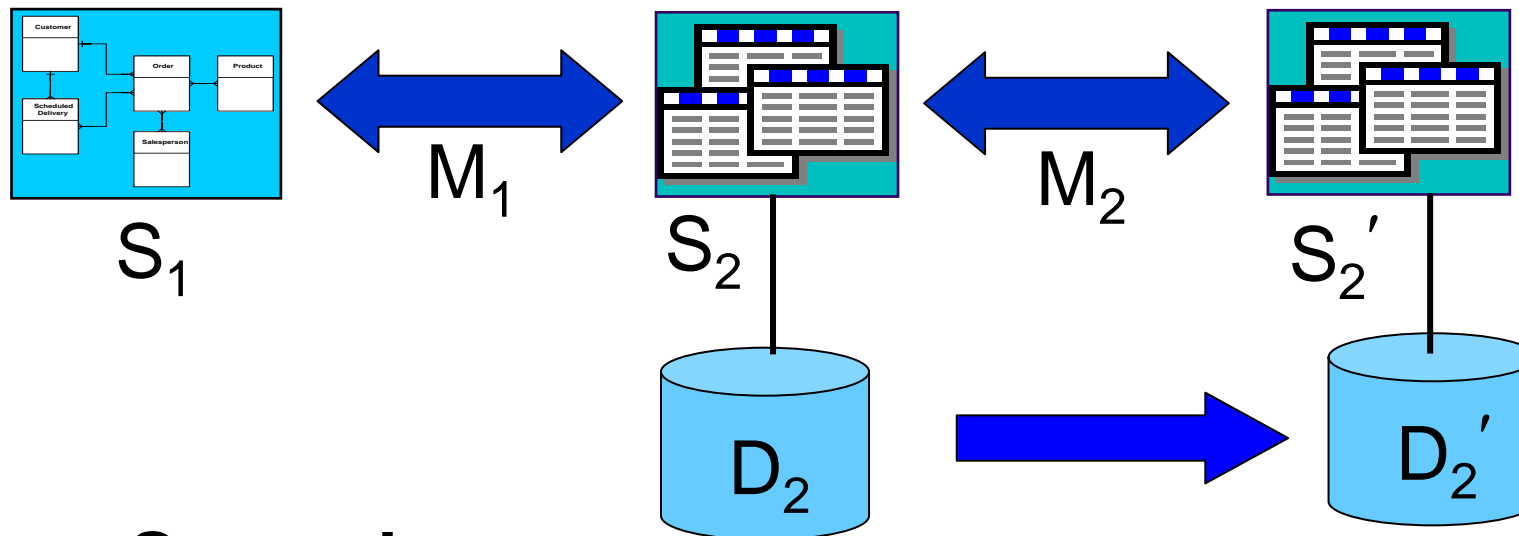 Customer
Order
Product
Scheduled
Delivery
Salesperson
M1
M2
S1
S2
S2′
D2
D2′